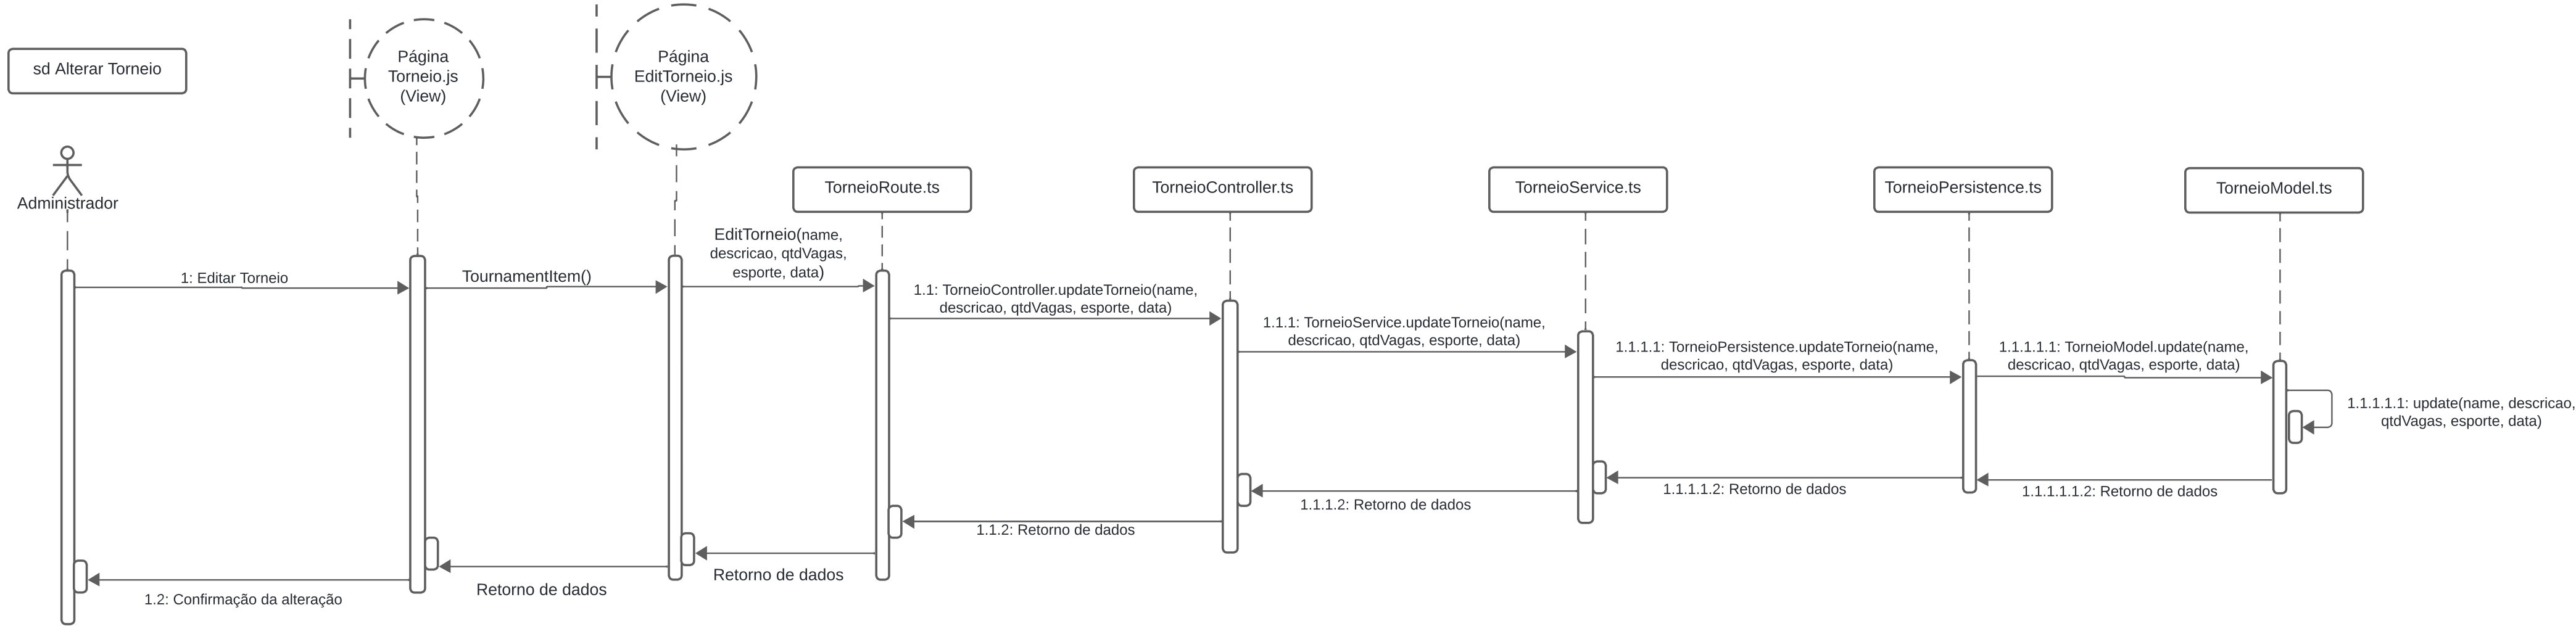 sd Alterar Torneio
Página
Torneio.js
(View)
Página
EditTorneio.js
(View)
Administrador
TorneioRoute.ts
TorneioController.ts
TorneioService.ts
TorneioPersistence.ts
TorneioModel.ts
1: Editar Torneio
TournamentItem()
EditTorneio(name,
descricao, qtdVagas,
esporte, data)
1.1: TorneioController.updateTorneio(name,
descricao, qtdVagas, esporte, data)
1.1.1: TorneioService.updateTorneio(name,
descricao, qtdVagas, esporte, data)
1.1.1.1: TorneioPersistence.updateTorneio(name,
descricao, qtdVagas, esporte, data)
1.1.1.1.1: TorneioModel.update(name,
descricao, qtdVagas, esporte, data)
1.1.1.1.1: update(name, descricao,
qtdVagas, esporte, data)
1.1.1.1.1.2: Retorno de dados
1.1.1.1.2: Retorno de dados
1.1.1.2: Retorno de dados
1.1.2: Retorno de dados
Retorno de dados
Retorno de dados
1.2: Confirmação da alteração